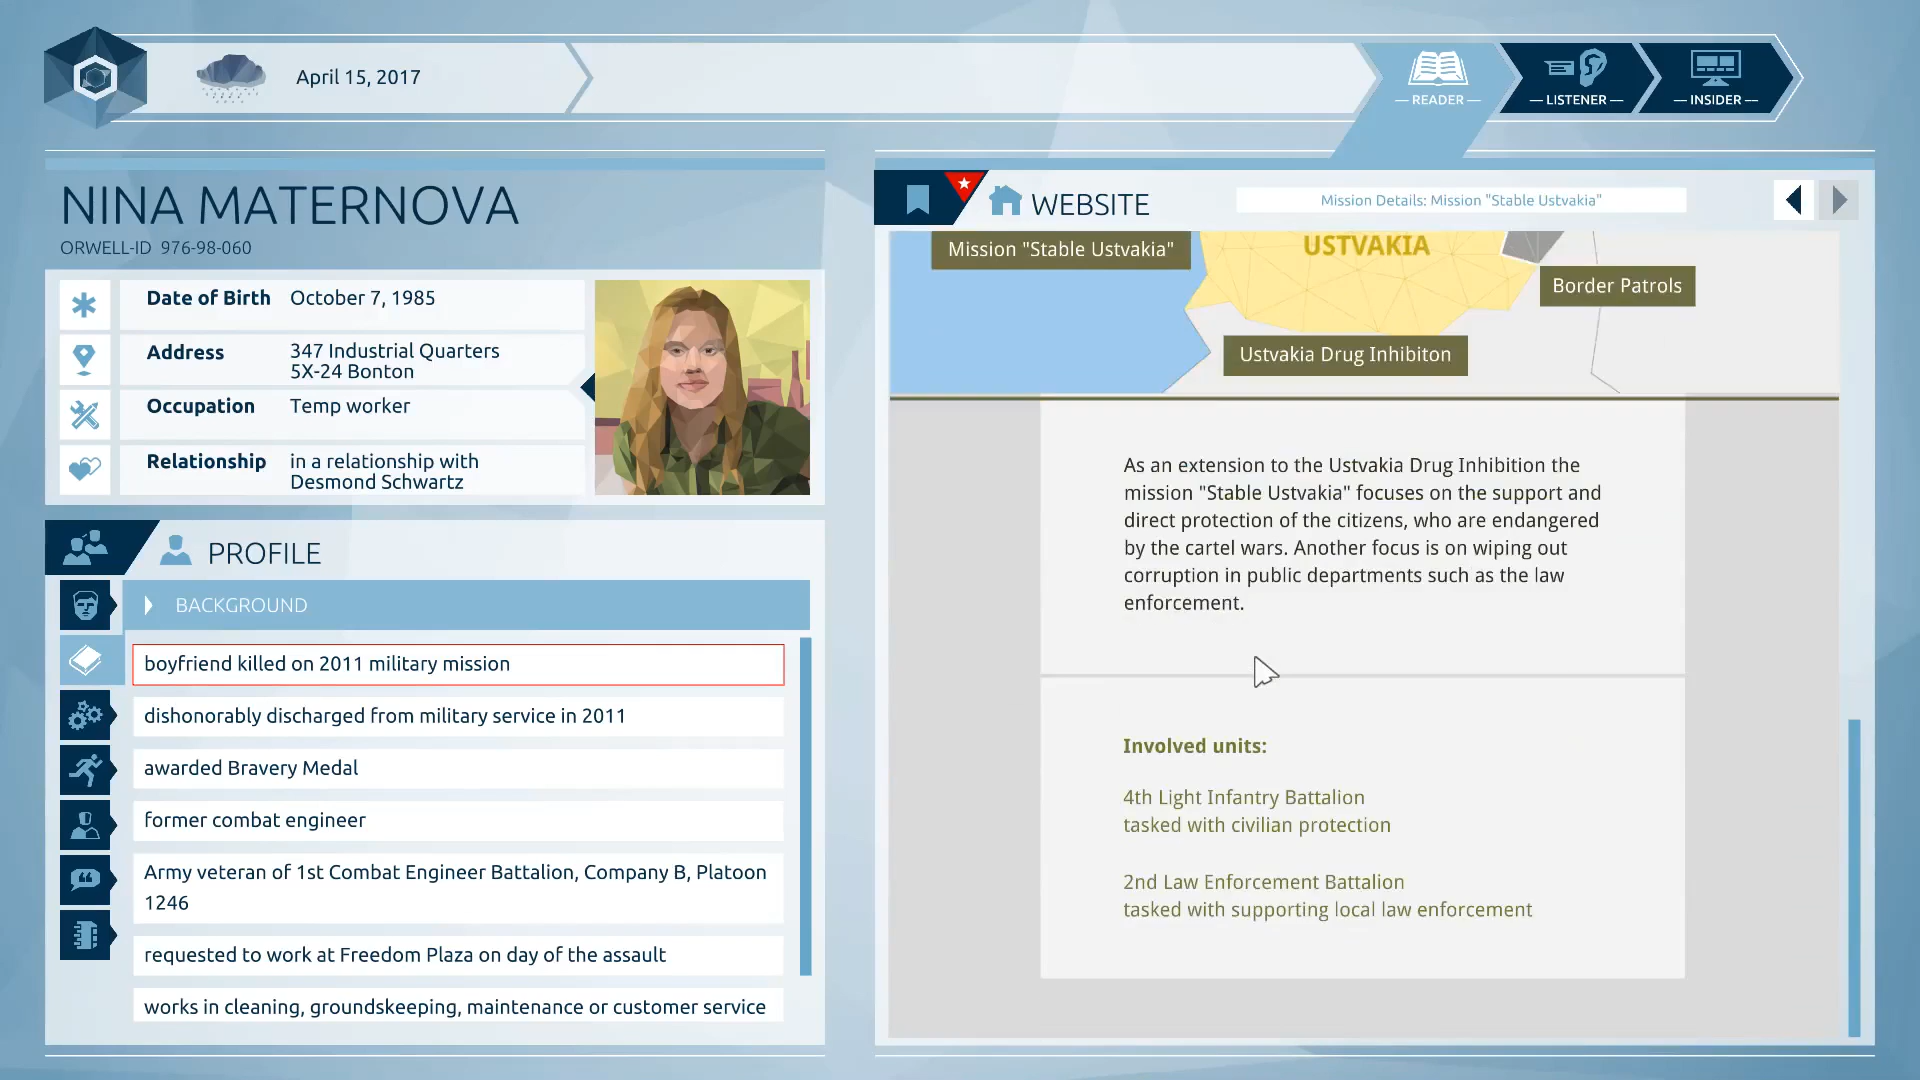 April 15, 2017
— READER —
— LISTENER —
— INSIDER —
NINA MATERNOVA
ORWELL-ID 976-98-060
Date of Birth October 7, 1985
Address 347 Industrial Quarters
5X-24 Bonton
Occupation Temp worker
Relationship in a relationship with
Desmond Schwartz
PROFILE
BACKGROUND
boyfriend killed on 2011 military mission
dishonorably discharged from military service in 2011
awarded Bravery Medal
former combat engineer
Army veteran of 1st Combat Engineer Battalion, Company B, Platoon
1246
requested to work at Freedom Plaza on day of the assault
works in cleaning, groundskeeping, maintenance or customer service
WEBSITE
Mission Details: Mission "Stable Ustvakia"
Mission "Stable Ustvakia"
USTVAKIA
Border Patrols
Ustvakia Drug Inhibiton
As an extension to the Ustvakia Drug Inhibition the
mission "Stable Ustvakia" focuses on the support and
direct protection of the citizens, who are endangered
by the cartel wars. Another focus is on wiping out
corruption in public departments such as the law
enforcement.
Involved units:
4th Light Infantry Battalion
tasked with civilian protection
2nd Law Enforcement Battalion
tasked with supporting local law enforcement